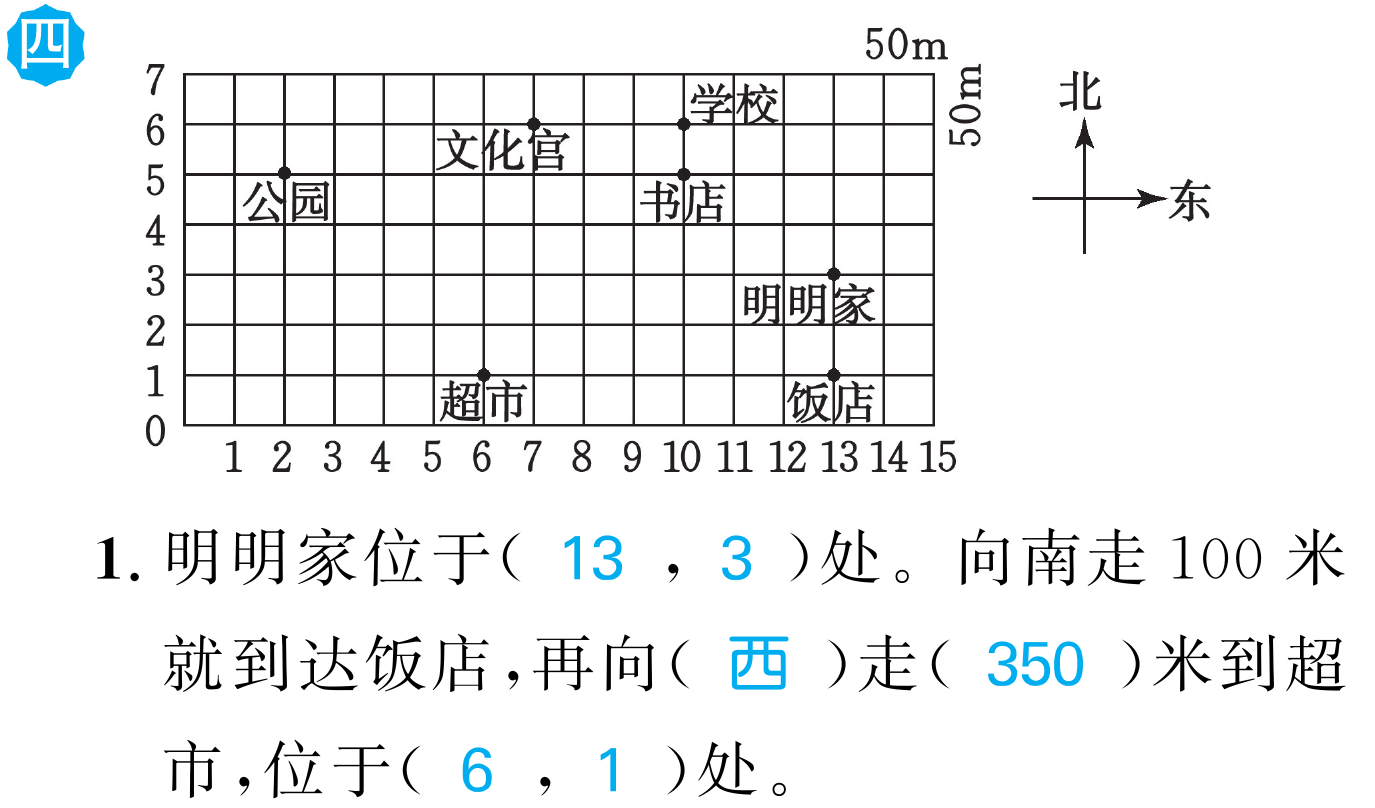 四
50m
50m
北
东
7
6
5
4
3
2
1
0
学校
文化宫
公园
书店
明明家
超市
饭店
1 2 3 4 5 6 7 8 9 10 11 12 13 14 15
1. 明明家位于( 13 , 3 )处。向南走 100 米
就到达饭店,再向( 西 )走( 350 )米到超
市,位于( 6 , 1 )处。